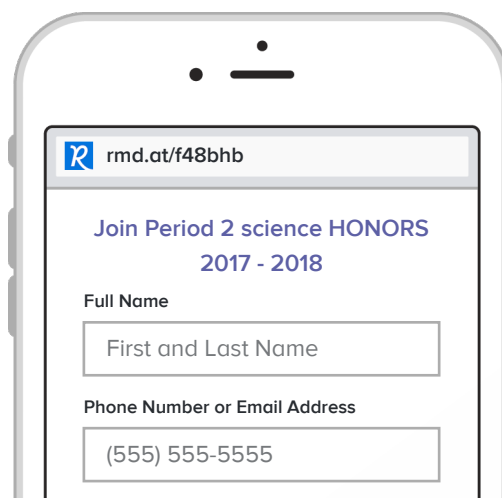 rmd.at/f48bhb
Join Period 2 science HONORS
2017 - 2018
Full Name
First and Last Name
Phone Number or Email Address
(555) 555-5555